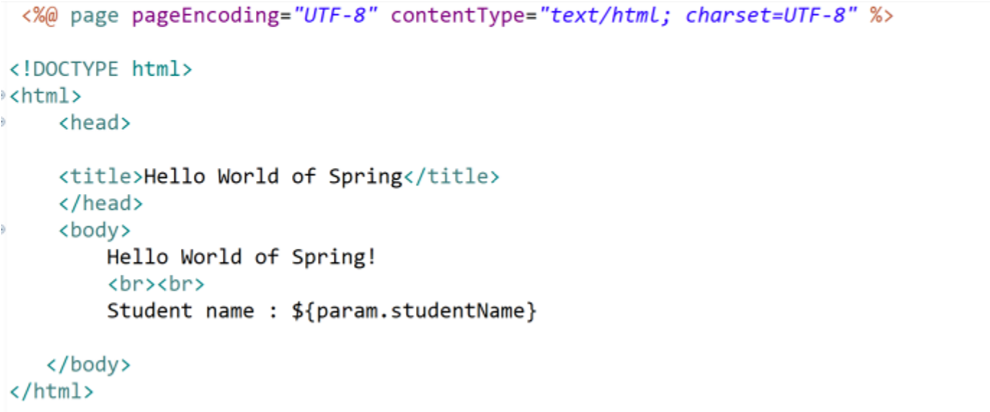 <%@ page pageEncoding="UTF-8" contentType="text/html; charset=UTF-8" %>
<!DOCTYPE html>
<html>
<head>
<title>Hello World of Spring</title>
</head>
<body>
Hello World of Spring!
<br><br>
Student name : ${param.studentName}
</body>
</html>